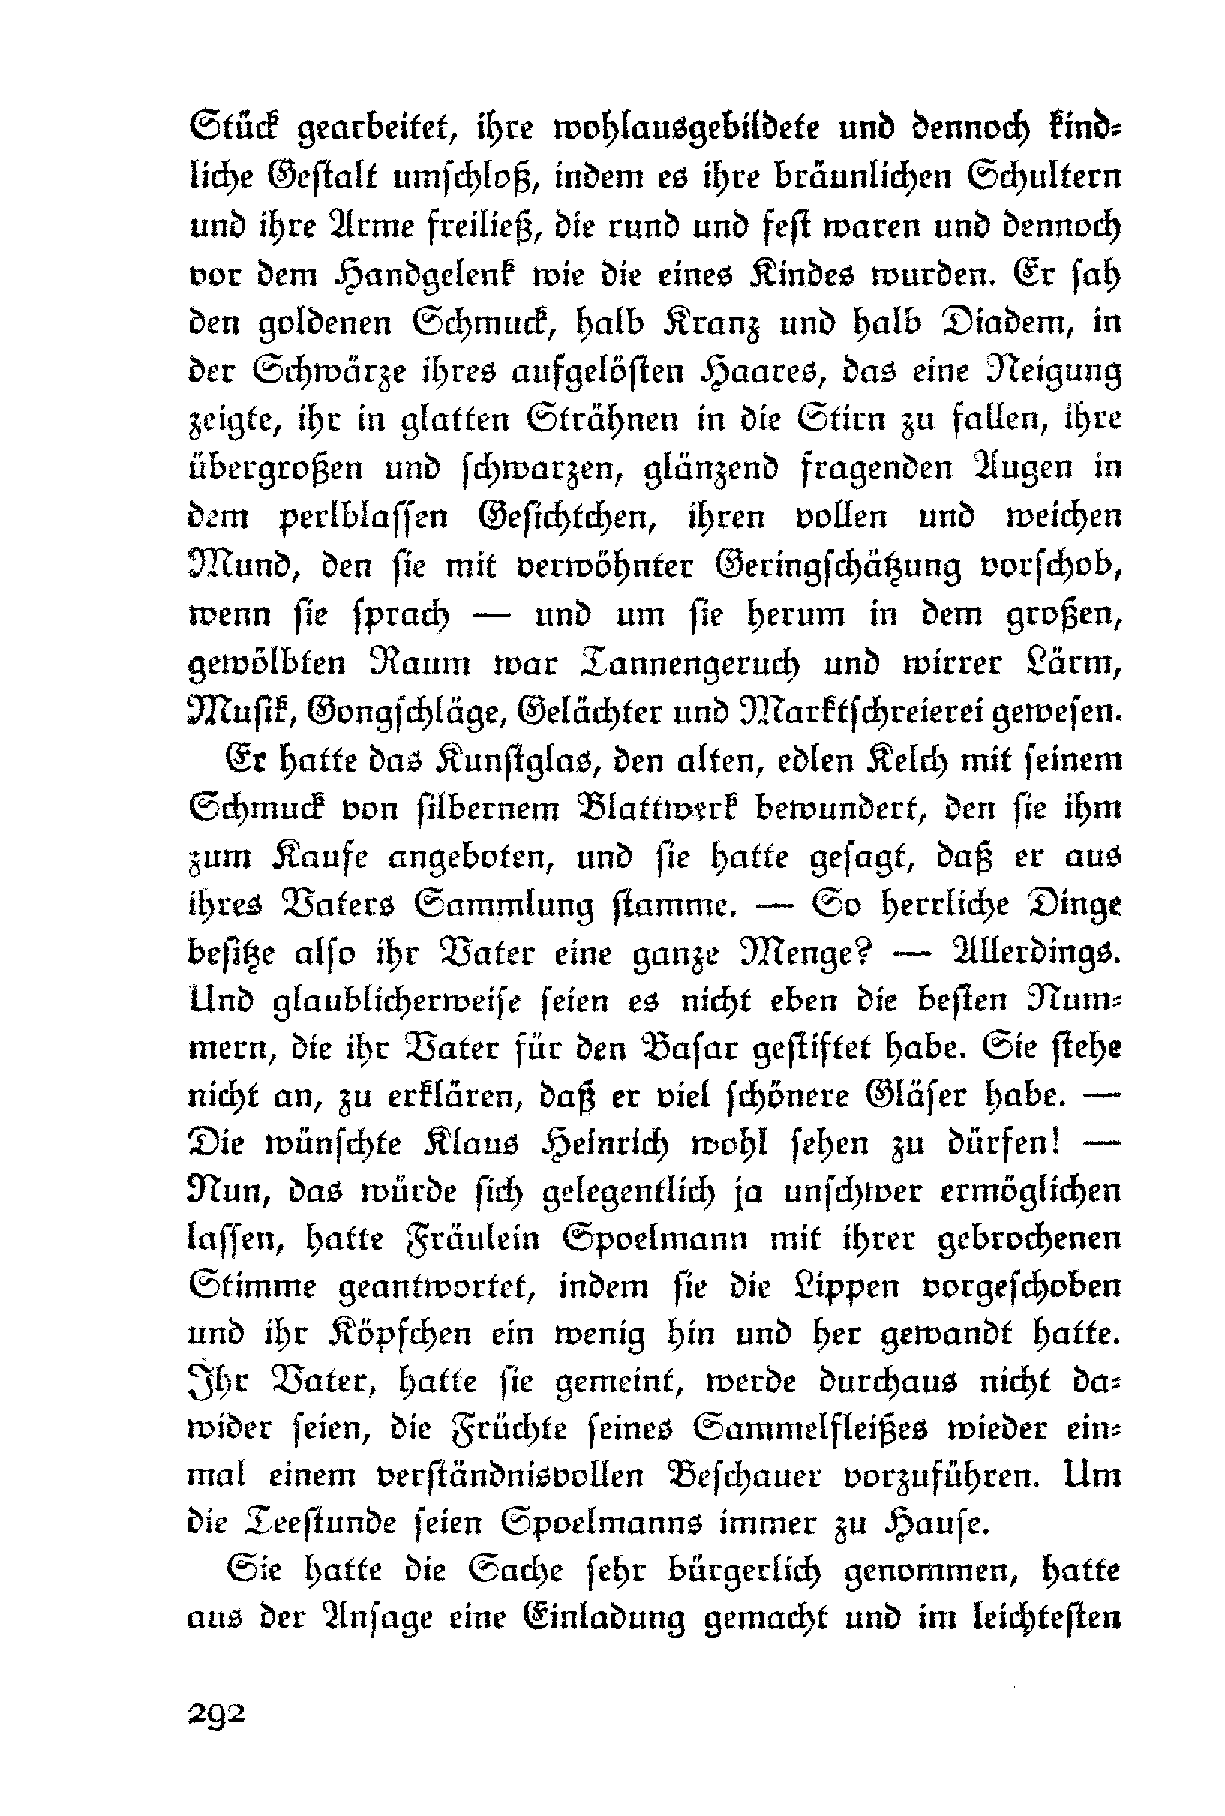 Stück gearbeitet, ihre wohlausgebildete und dennoch kind-
liche Gestalt umschloß, indem es ihre bräunlichen Schultern
und ihre Arme freiließ, die rund und fest waren und dennoch
vor dem Handgelenk wie die eines Kindes wurden. Er sah
den goldenen Schmuck, halb Kranz und halb Diadem, in
der Schwärze ihres aufgelösten Haares, das eine Neigung
zeigte, ihr in glatten Strähnen in die Stirn zu fallen, ihre
übergroßen und schwarzen, glänzend fragenden Augen in
dem perlblassen Gesichtchen, ihren vollen und weichen
Mund, den sie mit verwöhnter Geringschätzung vorschob,
wenn sie sprach — und um sie herum in dem großen,
gewölbten Raum war Tannengeruch und wirrer Lärm,
Musik, Gongschläge, Gelächter und Marktschreierei gewesen.
Er hatte das Kunstglas, den alten, edlen Kelch mit seinem
Schmuck von silbernem Blattwerk bewundert, den sie ihm
zum Kaufe angeboten, und sie hatte gesagt, daß er aus
ihres Vaters Sammlung stamme. — So herrliche Dinge
besitze also ihr Vater eine ganze Menge? — Allerdings.
Und glaublicherweise seien es nicht eben die besten Num-
mern, die ihr Vater für den Basar gestiftet habe. Sie stehe
nicht an, zu erklären, daß er viel schönere Gläser habe. —
Die wünschte Klaus Heinrich wohl sehen zu dürfen! —
Nun, das würde sich gelegentlich ja unschwer ermöglichen
lassen, hatte Fräulein Spoelmann mit ihrer gebrochenen
Stimme geantwortet, indem sie die Lippen vorgeschoben
und ihr Köpfchen ein wenig hin und her gewandt hatte.
Ihr Vater, hatte sie gemeint, werde durchaus nicht da-
wider seien, die Früchte seines Sammelfleißes wieder ein-
mal einem verständnisvollen Beschauer vorzuführen. Um
die Teestunde seien Spoelmanns immer zu Hause.
Sie hatte die Sache sehr bürgerlich genommen, hatte
aus der Ansage eine Einladung gemacht und im leichtesten
292